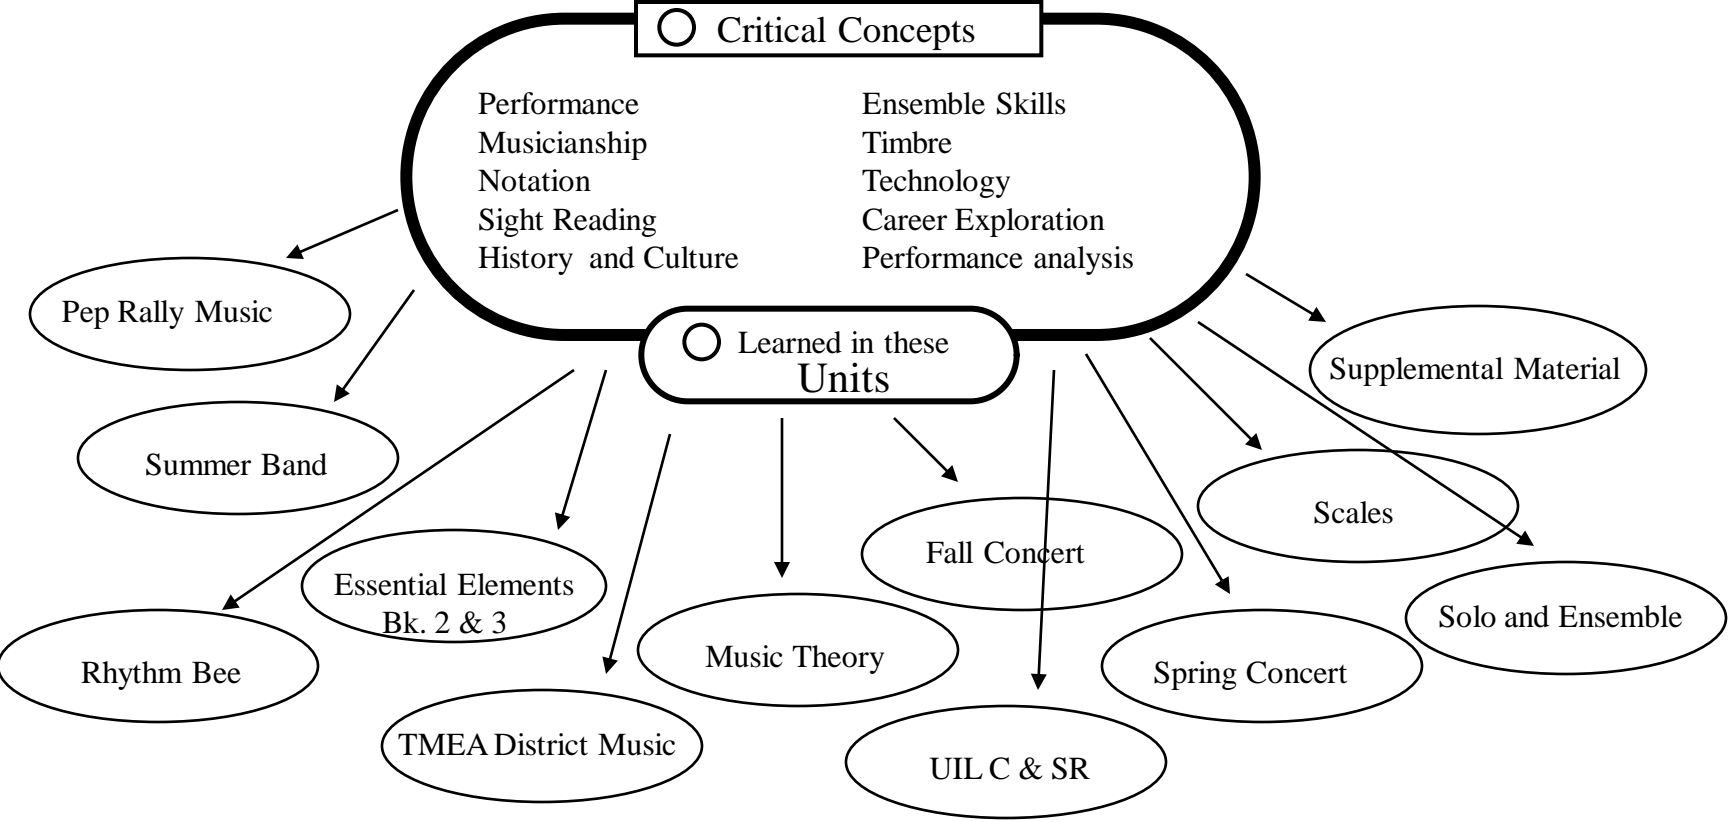 Critical Concepts
Performance
Musicianship
Notation
Sight Reading
History and Culture
Ensemble Skills
Timbre
Technology
Career Exploration
Performance analysis
Learned in these
Units
Pep Rally Music
Summer Band
Rhythm Bee
Essential Elements
Bk. 2 & 3
TMEA District Music
Music Theory
Fall Concert
UIL C & SR
Spring Concert
Scales
Solo and Ensemble
Supplemental Material